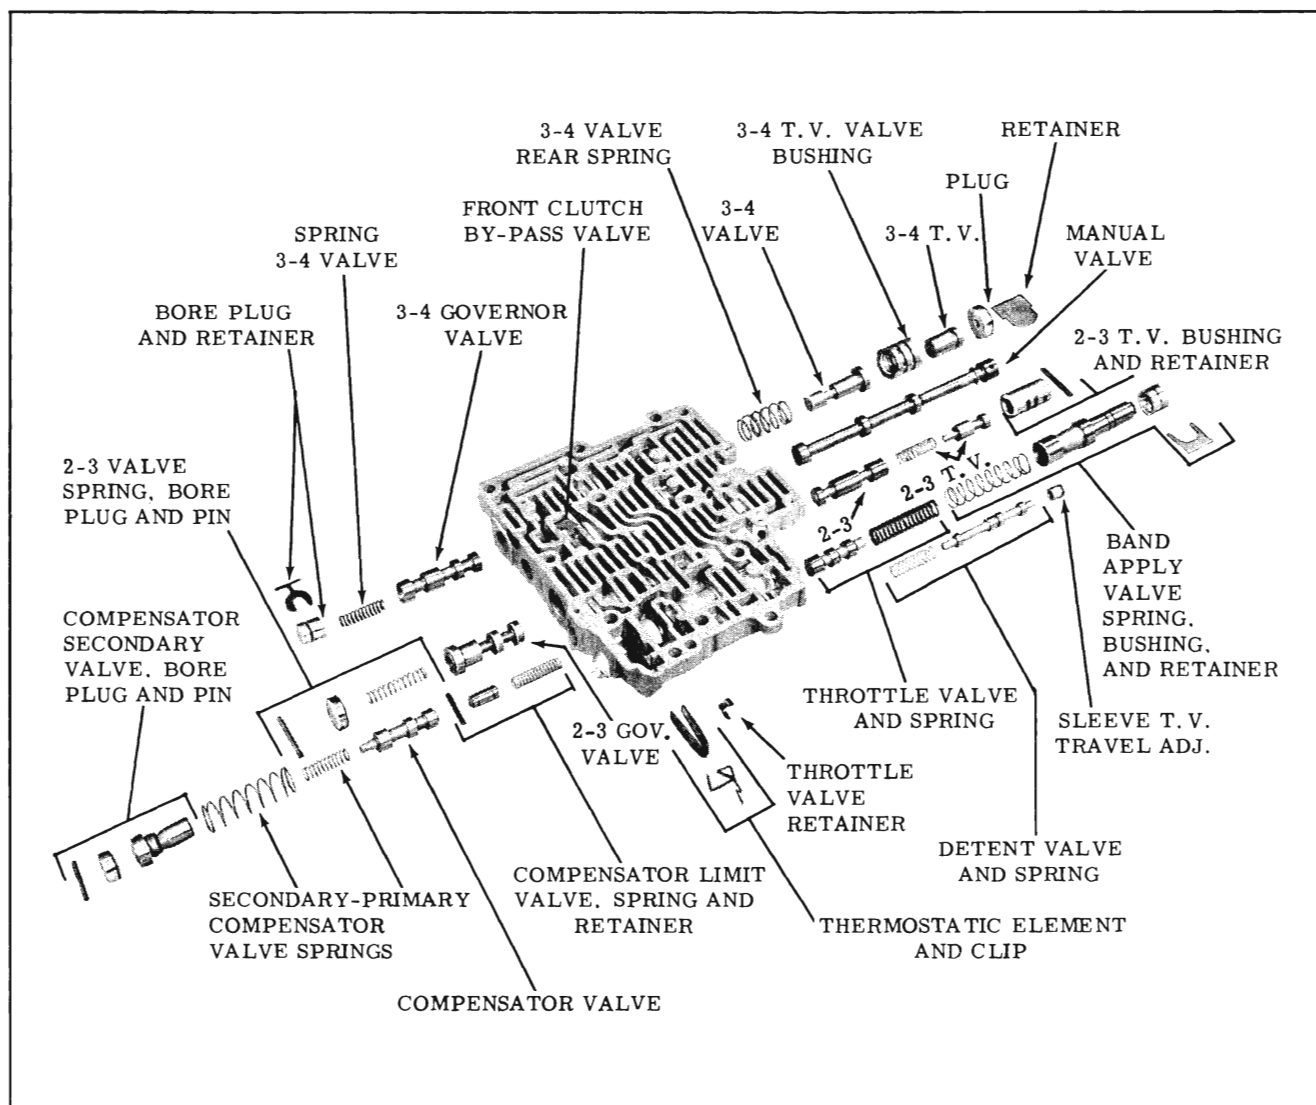 3-4 VALVE
REAR SPRING
3-4 T.V. VALVE
BUSHING
RETAINER
PLUG
FRONT CLUTCH
BY-PASS VALVE
3-4
VALVE
3-4 T.V.
MANUAL
VALVE
SPRING
3-4 VALVE
BORE PLUG
AND RETAINER
3-4 GOVERNOR
VALVE
2-3 T.V. BUSHING
AND RETAINER
2-3 VALVE
SPRING, BORE
PLUG AND PIN
2-3 T.V.
2-3
BAND
APPLY
VALVE
SPRING,
BUSHING,
AND RETAINER
COMPENSATOR
SECONDARY
VALVE, BORE
PLUG AND PIN
THROTTLE VALVE
AND SPRING
SLEEVE T.V.
TRAVEL ADJ.
2-3 GOV.
VALVE
THROTTLE
VALVE
RETAINER
DETENT VALVE
AND SPRING
SECONDARY-PRIMARY
COMPENSATOR
VALVE SPRINGS
COMPENSATOR LIMIT
VALVE, SPRING AND
RETAINER
THERMOSTATIC ELEMENT
AND CLIP
COMPENSATOR VALVE